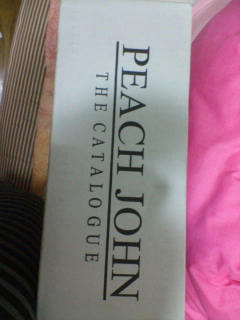 PEACH JOHN
THE CATALOGUE